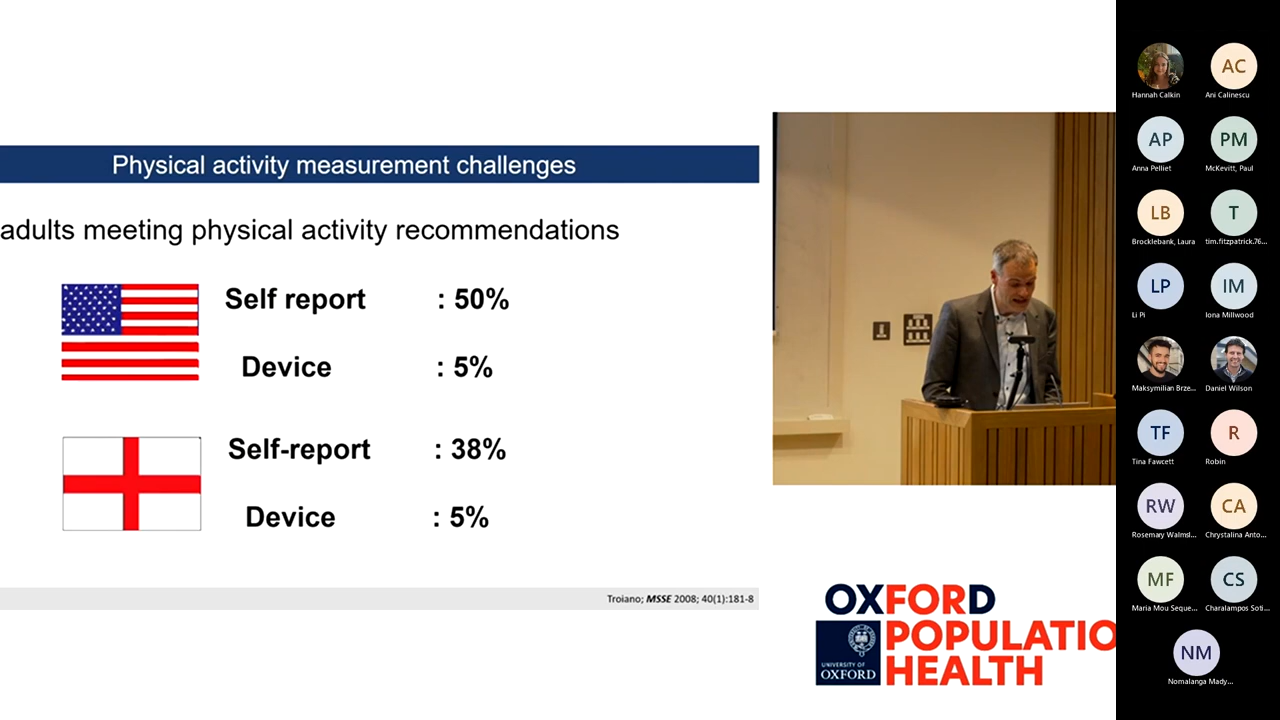 Physical activity measurement challenges
adults meeting physical activity recommendations
Self report : 50%
Device : 5%
Self-report : 38%
Device : 5%
Troiano; MSSE 2008; 40(1):181-8
OXFORD
POPULATIO
HEALTH
UNIVERSITY OF
OXFORD
Hannah Calkin
AC
Ani Calinescu
AP
Anna Pelliet
PM
McKevitt, Paul
LB
Brocklebank, Laura
T
tim.fitzpatrick.76...
LP
Li Pi
IM
Iona Millwood
Maksymilian Brze...
Daniel Wilson
TF
Tina Fawcett
R
Robin
RW
Rosemary Walmsl...
CA
Chrystalina Anto...
MF
Maria Mou Seque...
CS
Charalampos Soti...
NM
Nomalanga Mady...